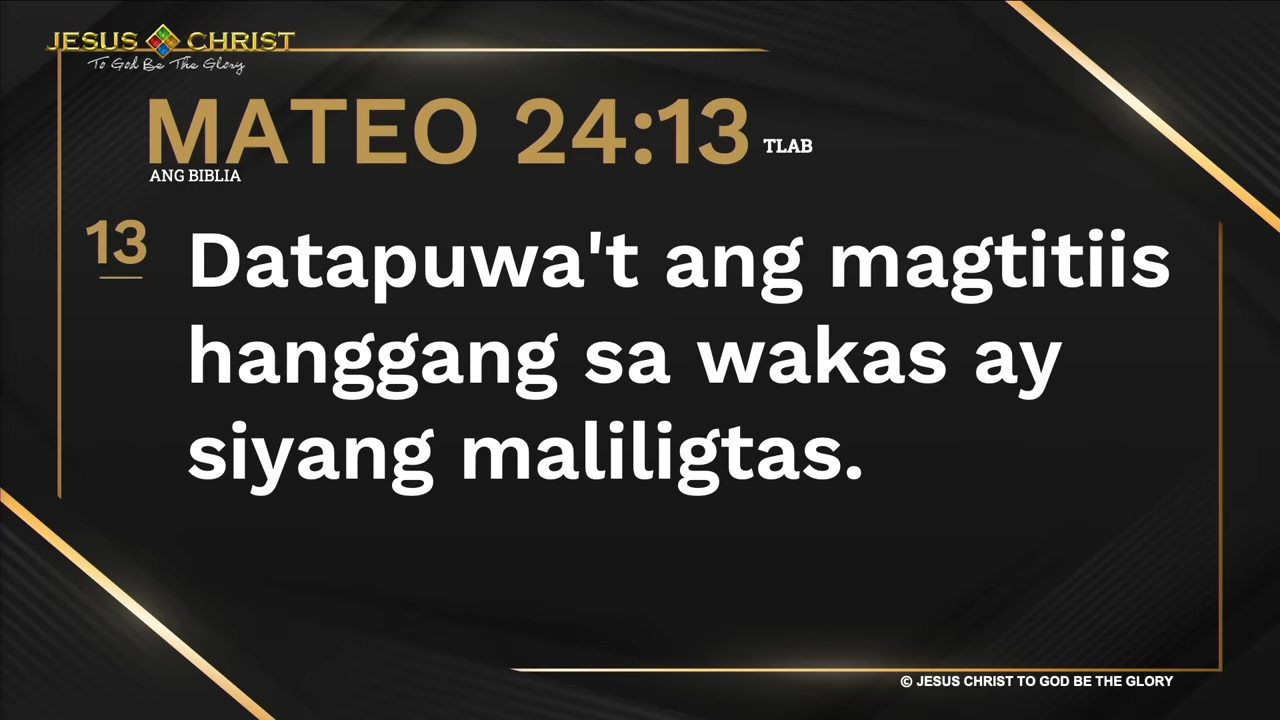 JESUS CHRIST
To God Be The Glory
MATEO 24:13 TLAB
ANG BIBLIA
13 Datapuwa't ang magtitiis
hanggang sa wakas ay
siyang maliligtas.
© JESUS CHRIST TO GOD BE THE GLORY